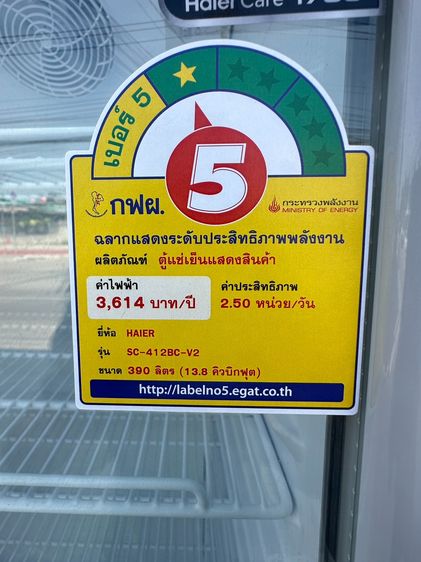 Haier Care
เบอร์ 5
5
กฟผ.
กระทรวงพลังงาน
MINISTRY OF ENERGY
ฉลากแสดงระดับประสิทธิภาพพลังงาน
ผลิตภัณฑ์ ตู้แช่เย็นแสดงสินค้า
ค่าไฟฟ้า ค่าประสิทธิภาพ
3,614 บาท/ปี 2.50 หน่วย/วัน
ยี่ห้อ HAIER
รุ่น SC-412BC-V2
ขนาด 390 ลิตร (13.8 คิวบิกฟุต)
http://labelno5.egat.co.th